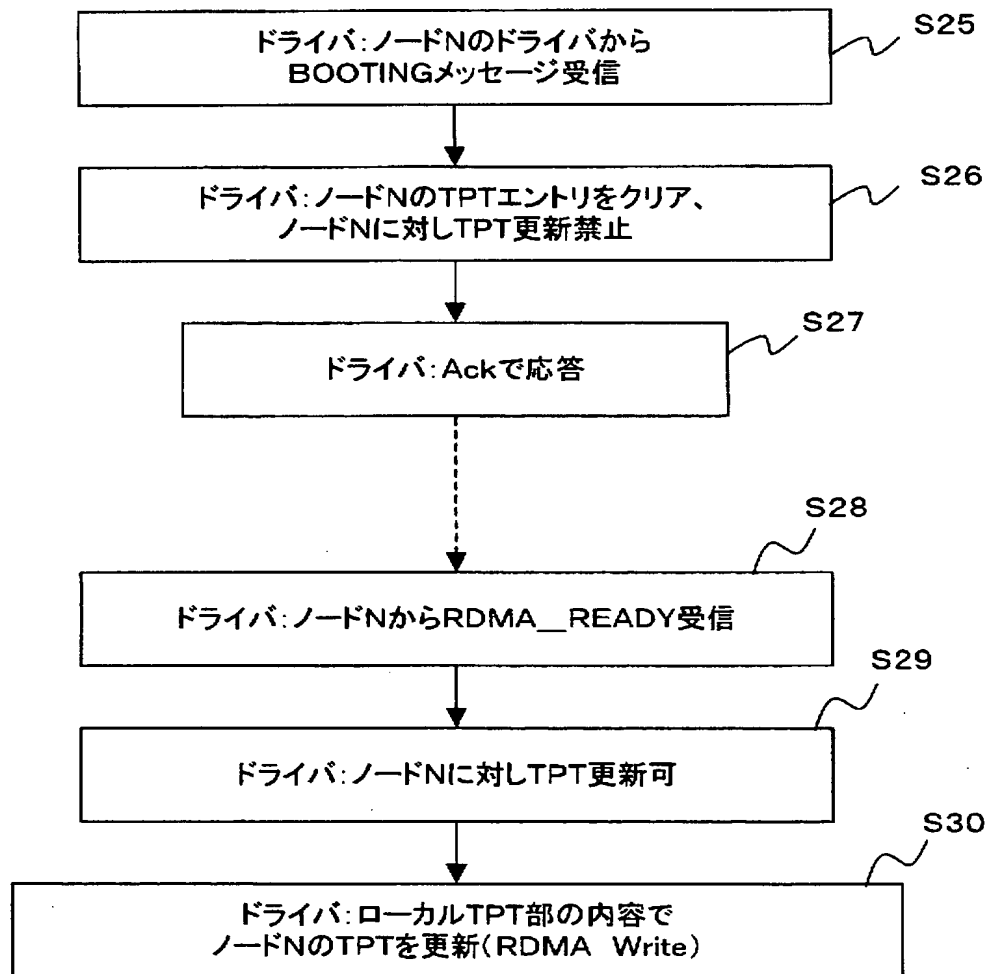 S25
ドライバ:ノードNのドライバから
BOOTINGメッセージ受信
S26
ドライバ:ノードNのTPTエントリをクリア、
ノードNに対しTPT更新禁止
S27
ドライバ:Ackで応答
S28
ドライバ:ノードNからRDMA__READY受信
S29
ドライバ:ノードNに対しTPT更新可
S30
ドライバ:ローカルTPT部の内容で
ノードNのTPTを更新(RDMA Write)